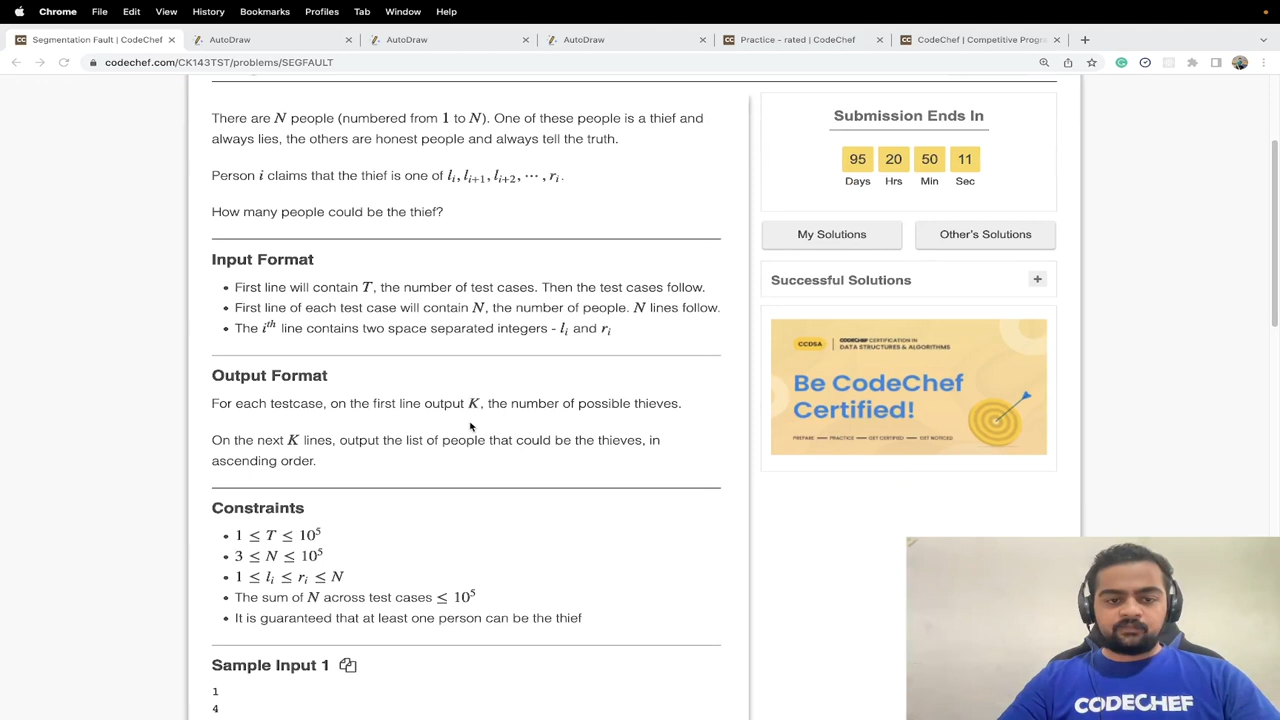 Chrome File Edit View History Bookmarks Profiles Tab Window Help
Segmentation Fault | CodeChef AutoDraw AutoDraw AutoDraw Practice - rated | CodeChef CodeChef | Competitive Progra
codechef.com/CK143TST/problems/SEGFAULT
There are N people (numbered from 1 to N). One of these people is a thief and
always lies, the others are honest people and always tell the truth.
Person i claims that the thief is one of l_i, l_{i+1}, l_{i+2}, ⋯, r_i.
How many people could be the thief?
Input Format
• First line will contain T, the number of test cases. Then the test cases follow.
• First line of each test case will contain N, the number of people. N lines follow.
• The i^{th} line contains two space separated integers - l_i and r_i
Output Format
For each testcase, on the first line output K, the number of possible thieves.
On the next K lines, output the list of people that could be the thieves, in
ascending order.
Constraints
• 1 ≤ T ≤ 10^5
• 3 ≤ N ≤ 10^5
• 1 ≤ l_i ≤ r_i ≤ N
• The sum of N across test cases ≤ 10^5
• It is guaranteed that at least one person can be the thief
Sample Input 1
1
4
Submission Ends In
95 20 50 11
Days Hrs Min Sec
My Solutions Other's Solutions
Successful Solutions +
CCDSA CODECHEF CERTIFICATION IN
DATA STRUCTURES & ALGORITHMS
Be CodeChef
Certified!
PREPARE — PRACTICE — GET CERTIFIED — GET NOTICED
CODECHEF